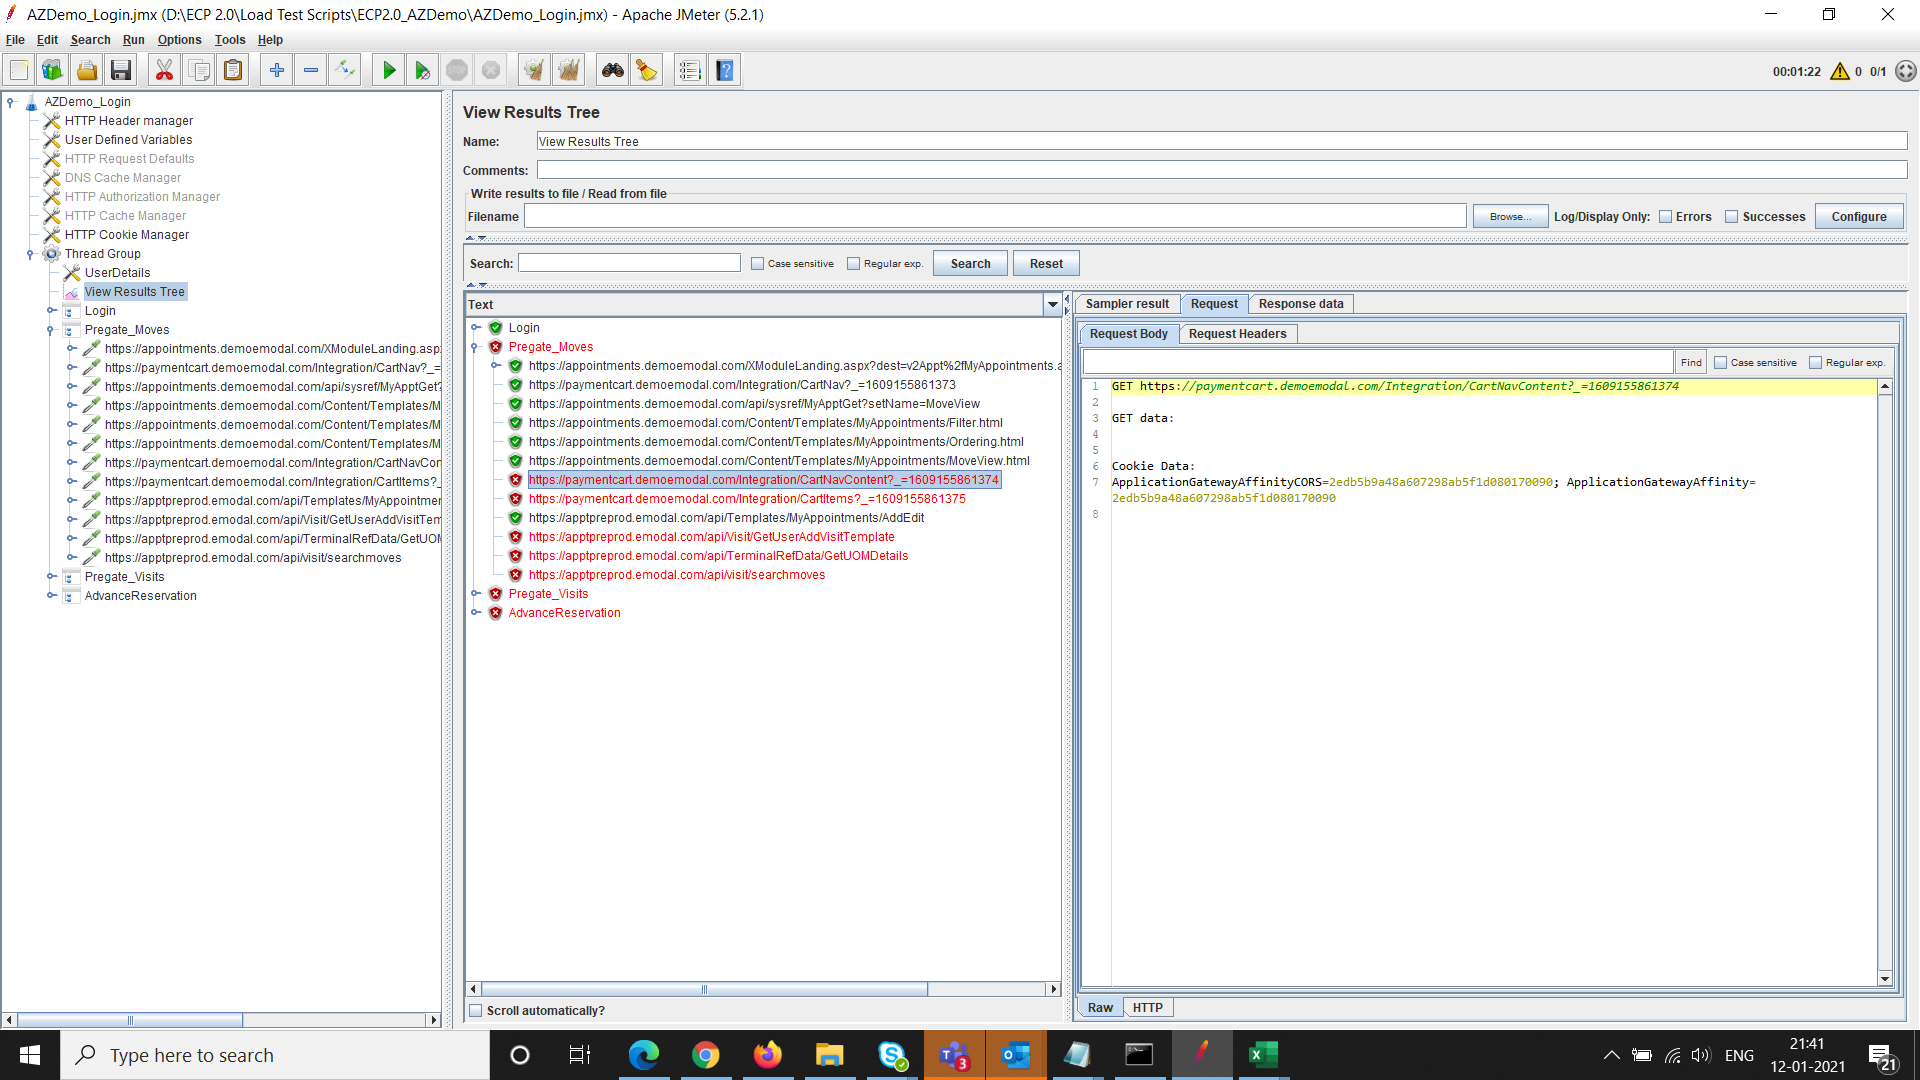 AZDemo_Login.jmx (D:\ECP 2.0\Load Test Scripts\ECP2.0_AZDemo\AZDemo_Login.jmx) - Apache JMeter (5.2.1)
File Edit Search Run Options Tools Help
00:01:22 0 0/1
AZDemo_Login
HTTP Header manager
User Defined Variables
HTTP Request Defaults
DNS Cache Manager
HTTP Authorization Manager
HTTP Cache Manager
HTTP Cookie Manager
Thread Group
UserDetails
View Results Tree
Login
Pregate_Moves
https://appointments.demoemodal.com/XModuleLanding.asp
https://paymentcart.demoemodal.com/Integration/CartNav?_=
https://appointments.demoemodal.com/api/sysref/MyApptGet?
https://appointments.demoemodal.com/Content/Templates/M
https://appointments.demoemodal.com/Content/Templates/M
https://appointments.demoemodal.com/Content/Templates/M
https://paymentcart.demoemodal.com/Integration/CartNavCon
https://paymentcart.demoemodal.com/Integration/CartItems?_
https://apptpreprod.emodal.com/api/Templates/MyAppointmer
https://apptpreprod.emodal.com/api/Visit/GetUserAddVisitTem
https://apptpreprod.emodal.com/api/TerminalRefData/GetUOM
https://apptpreprod.emodal.com/api/visit/searchmoves
Pregate_Visits
AdvanceReservation
View Results Tree
Name: View Results Tree
Comments:
Write results to file / Read from file
Filename Browse... Log/Display Only: Errors Successes Configure
Search: Case sensitive Regular exp. Search Reset
Text
Login
Pregate_Moves
https://appointments.demoemodal.com/XModuleLanding.aspx?dest=v2Appt%2fMyAppointments.a
https://paymentcart.demoemodal.com/Integration/CartNav?_=1609155861373
https://appointments.demoemodal.com/api/sysref/MyApptGet?setName=MoveView
https://appointments.demoemodal.com/Content/Templates/MyAppointments/Filter.html
https://appointments.demoemodal.com/Content/Templates/MyAppointments/Ordering.html
https://appointments.demoemodal.com/Content/Templates/MyAppointments/MoveView.html
https://paymentcart.demoemodal.com/Integration/CartNavContent?_=1609155861374
https://paymentcart.demoemodal.com/Integration/CartItems?_=1609155861375
https://apptpreprod.emodal.com/api/Templates/MyAppointments/AddEdit
https://apptpreprod.emodal.com/api/Visit/GetUserAddVisitTemplate
https://apptpreprod.emodal.com/api/TerminalRefData/GetUOMDetails
https://apptpreprod.emodal.com/api/visit/searchmoves
Pregate_Visits
AdvanceReservation
Scroll automatically?
Sampler result Request Response data
Request Body Request Headers
Find Case sensitive Regular exp.
1 GET https://paymentcart.demoemodal.com/Integration/CartNavContent?_=1609155861374
2
3 GET data:
4
5
6 Cookie Data:
7 ApplicationGatewayAffinityCORS=2edb5b9a48a607298ab5f1d080170090; ApplicationGatewayAffinity=
2edb5b9a48a607298ab5f1d080170090
8
Raw HTTP
Type here to search
3
ENG
21:41
12-01-2021
21